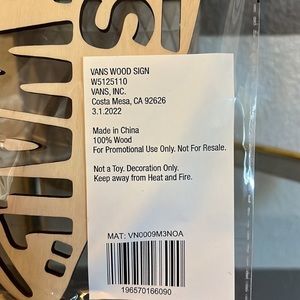 VANS WOOD SIGN
W5125110
VANS, INC.
Costa Mesa, CA 92626
3.1.2022
Made in China
100% Wood
For Promotional Use Only. Not For Resale.
Not a Toy. Decoration Only.
Keep away from Heat and Fire.
MAT: VN0009M3NOA
196570166090